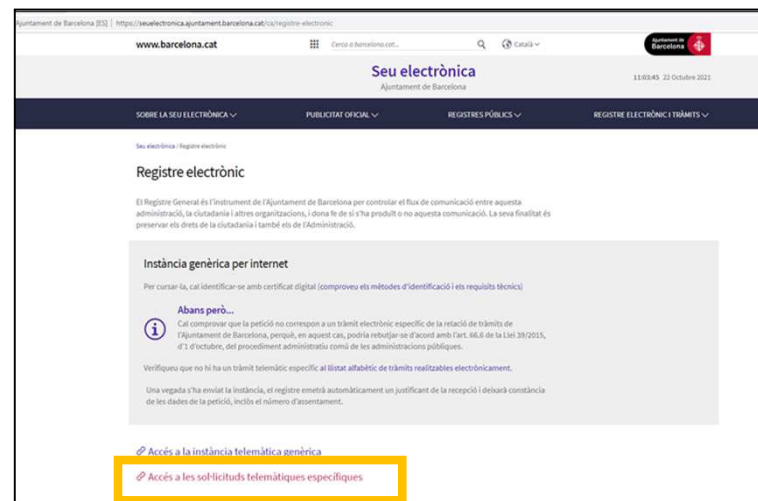 Ajuntament de Barcelona [ES] | https://seuelectronica.ajuntament.barcelona.cat/ca/registre-electronic
www.barcelona.cat
Cerca a barcelona.cat...
Català
Ajuntament de
Barcelona
Seu electrònica
Ajuntament de Barcelona
11:03:45 22 Octubre 2021
SOBRE LA SEU ELECTRÒNICA
PUBLICITAT OFICIAL
REGISTRES PÚBLICS
REGISTRE ELECTRÒNIC I TRÀMITS
Seu electrònica / Registre electrònic
Registre electrònic
El Registre General és l'instrument de l'Ajuntament de Barcelona per controlar el flux de comunicació entre aquesta
administració, la ciutadania i altres organitzacions, i dona fe de si s'ha produït o no aquesta comunicació. La seva finalitat és
preservar els drets de la ciutadania i també els de l'Administració.
Instància genèrica per internet
Per cursar-la, cal identificar-se amb certificat digital (comproveu els mètodes d'identificació i els requisits tècnics)
Abans però...
Cal comprovar que la petició no correspon a un tràmit electrònic específic de la relació de tràmits de
l'Ajuntament de Barcelona, perquè, en aquest cas, podria rebutjar-se d'acord amb l'art. 66.6 de la Llei 39/2015,
d'1 d'octubre, del procediment administratiu comú de les administracions públiques.
Verifiqueu que no hi ha un tràmit telemàtic específic al llistat alfabètic de tràmits realitzables electrònicament.
Una vegada s'ha enviat la instància, el registre emetrà automàticament un justificant de la recepció i deixarà constància
de les dades de la petició, inclòs el número d'assentament.
Accés a la instància telemàtica genèrica
Accés a les sol·licituds telemàtiques específiques